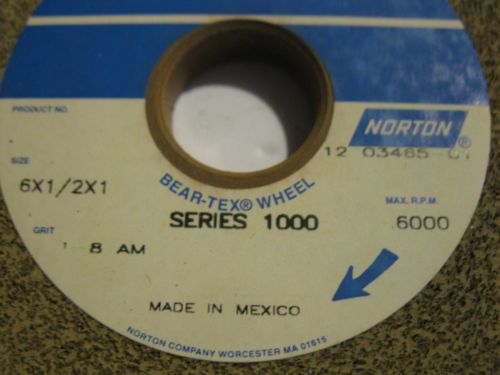 PRODUCT NO.
NORTON®
12 03465
SIZE
6X1/2X1
BEAR-TEX® WHEEL
SERIES 1000
MAX. R.P.M.
6000
GRIT
8 AM
MADE IN MEXICO
NORTON COMPANY WORCESTER MA 01615